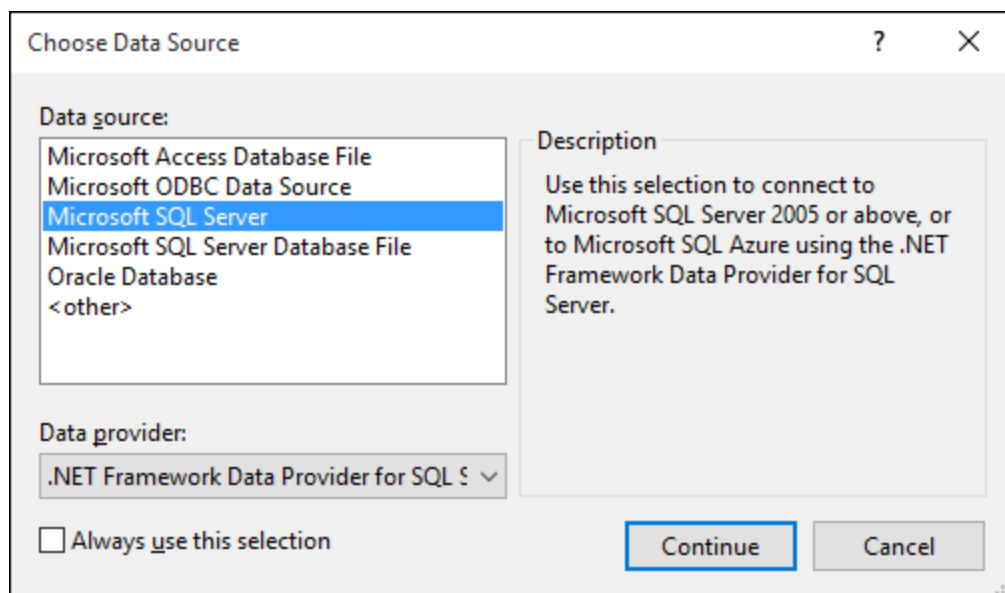 Choose Data Source
?
Data source:
Microsoft Access Database File
Microsoft ODBC Data Source
Microsoft SQL Server
Microsoft SQL Server Database File
Oracle Database
<other>
Description
Use this selection to connect to
Microsoft SQL Server 2005 or above, or
to Microsoft SQL Azure using the .NET
Framework Data Provider for SQL
Server.
Data provider:
.NET Framework Data Provider for SQL S
Always use this selection
Continue
Cancel